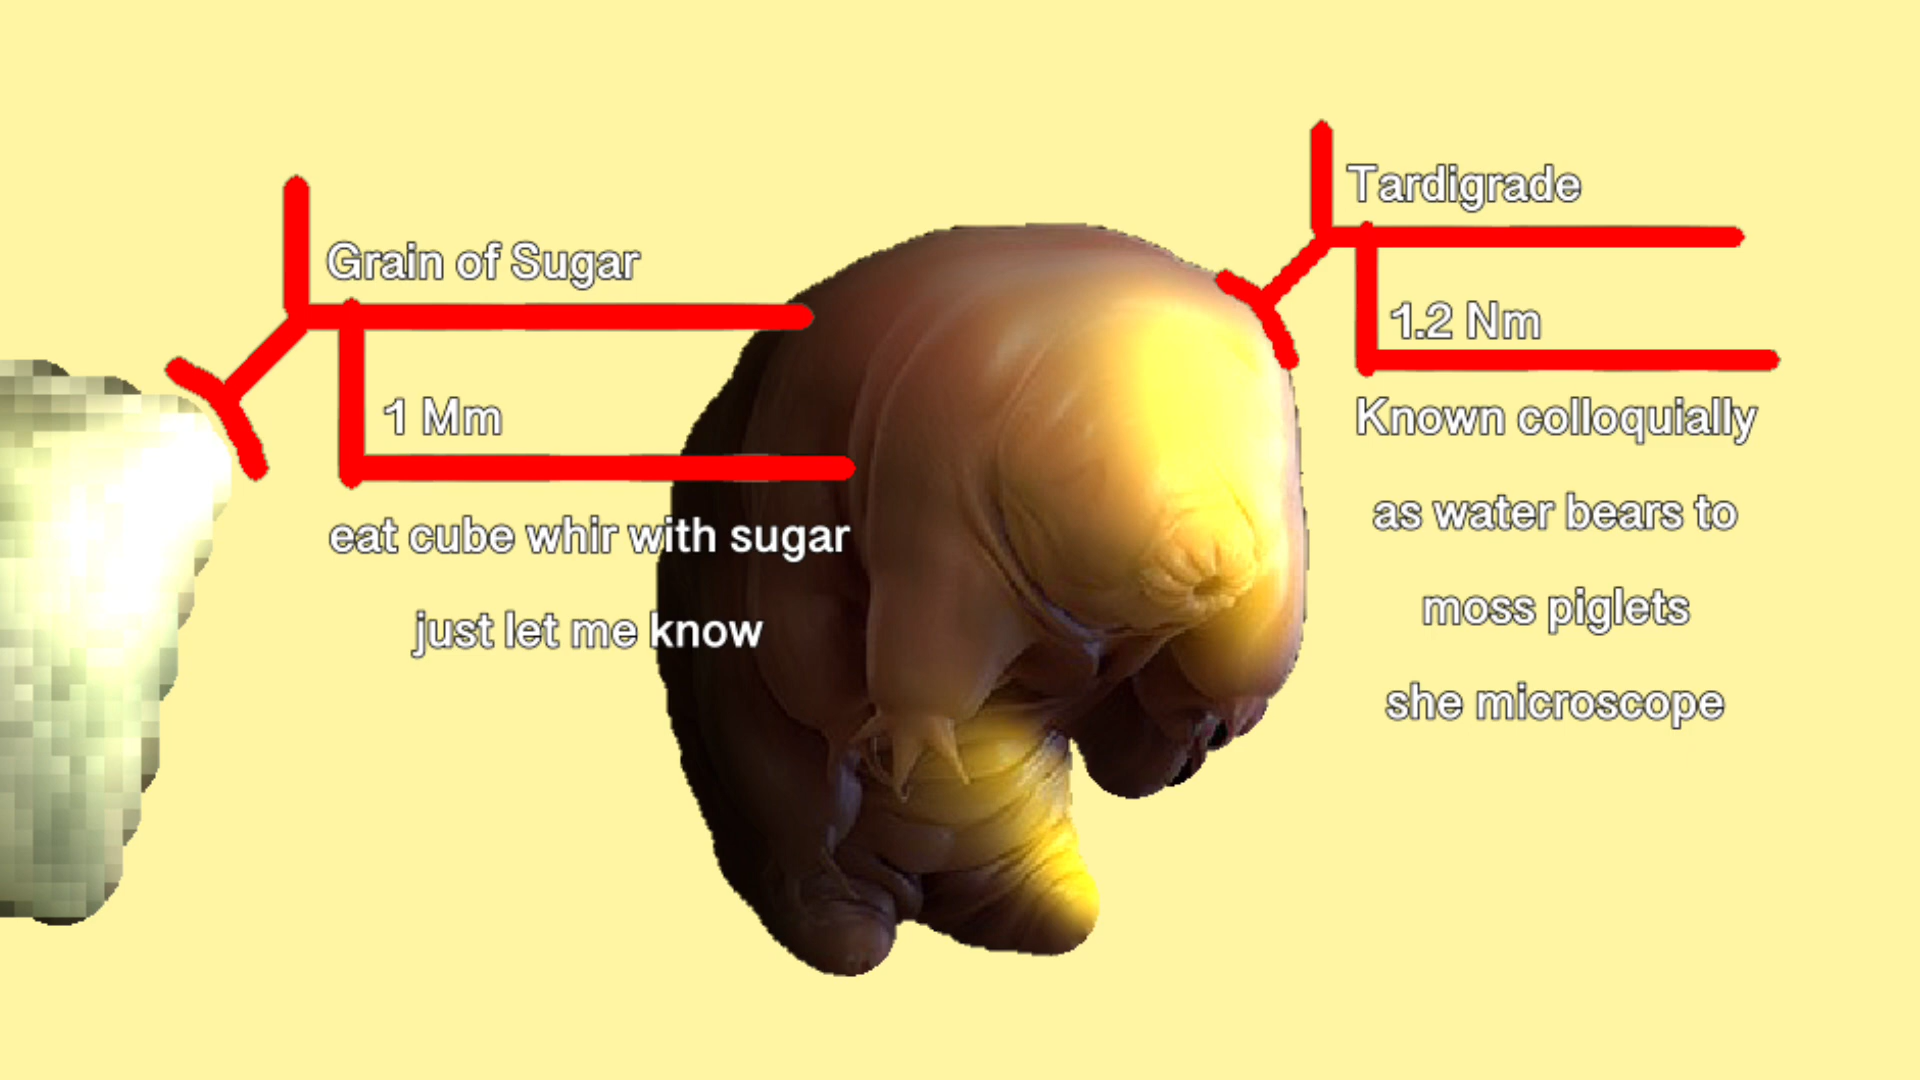 Grain of Sugar
1 Mm
eat cube whir with sugar
just let me know
Tardigrade
1.2 Nm
Known colloquially
as water bears to
moss piglets
she microscope